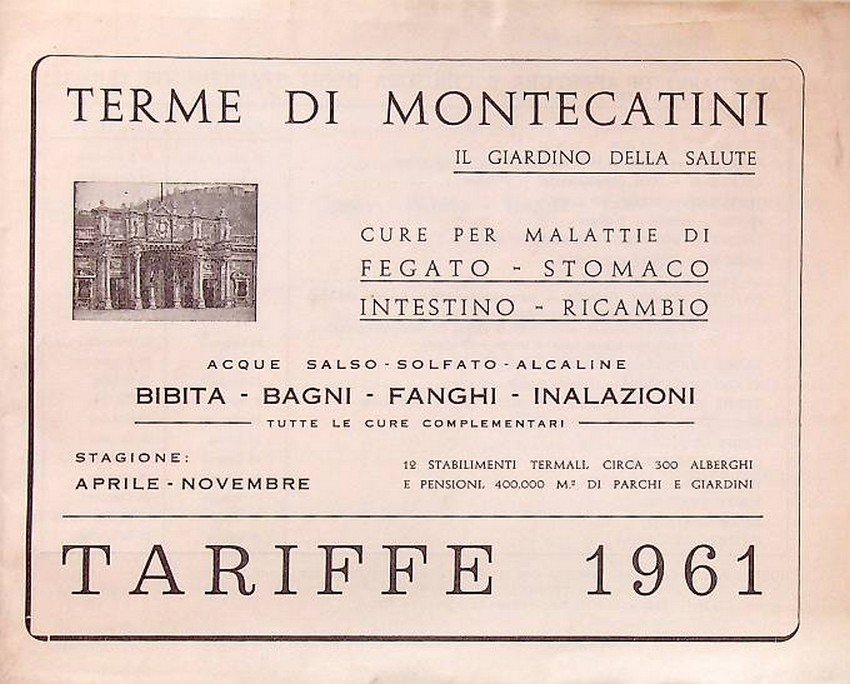 TERME DI MONTECATINI
IL GIARDINO DELLA SALUTE
CURE PER MALATTIE DI
FEGATO - STOMACO
INTESTINO - RICAMBIO
ACQUE SALSO-SOLFATO-ALCALINE
BIBITA - BAGNI - FANGHI - INALAZIONI
TUTTE LE CURE COMPLEMENTARI
STAGIONE:
APRILE - NOVEMBRE
12 STABILIMENTI TERMALI, CIRCA 300 ALBERGHI
E PENSIONI, 400.000 M.² DI PARCHI E GIARDINI
TARIFFE 1961